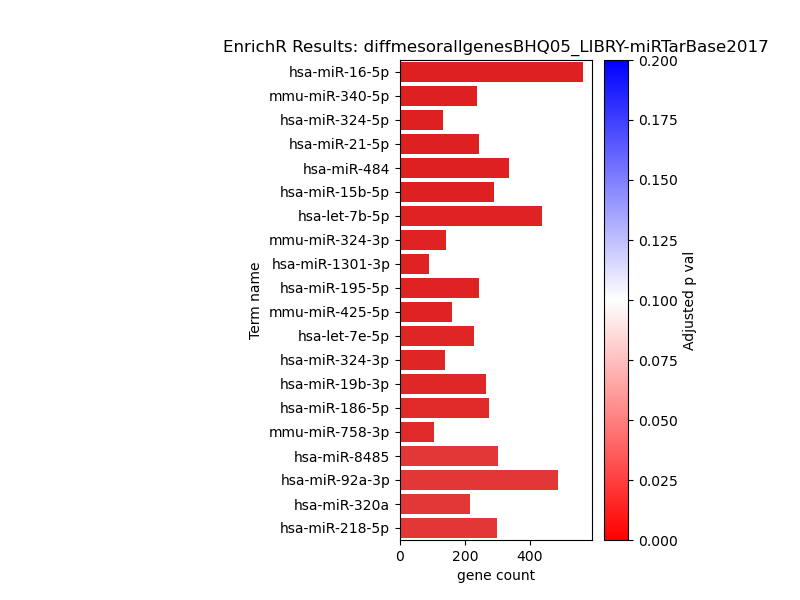 EnrichR Results: diffmesorallgenesBHQ05_LIBRY-miRTarBase2017
hsa-miR-16-5p
mmu-miR-340-5p
hsa-miR-324-5p
hsa-miR-21-5p
hsa-miR-484
hsa-miR-15b-5p
hsa-let-7b-5p
mmu-miR-324-3p
hsa-miR-1301-3p
hsa-miR-195-5p
mmu-miR-425-5p
hsa-let-7e-5p
hsa-miR-324-3p
hsa-miR-19b-3p
hsa-miR-186-5p
mmu-miR-758-3p
hsa-miR-8485
hsa-miR-92a-3p
hsa-miR-320a
hsa-miR-218-5p
Term name
0 200 400
gene count
0.200
0.175
0.150
0.125
0.100
0.075
0.050
0.025
0.000
Adjusted p val